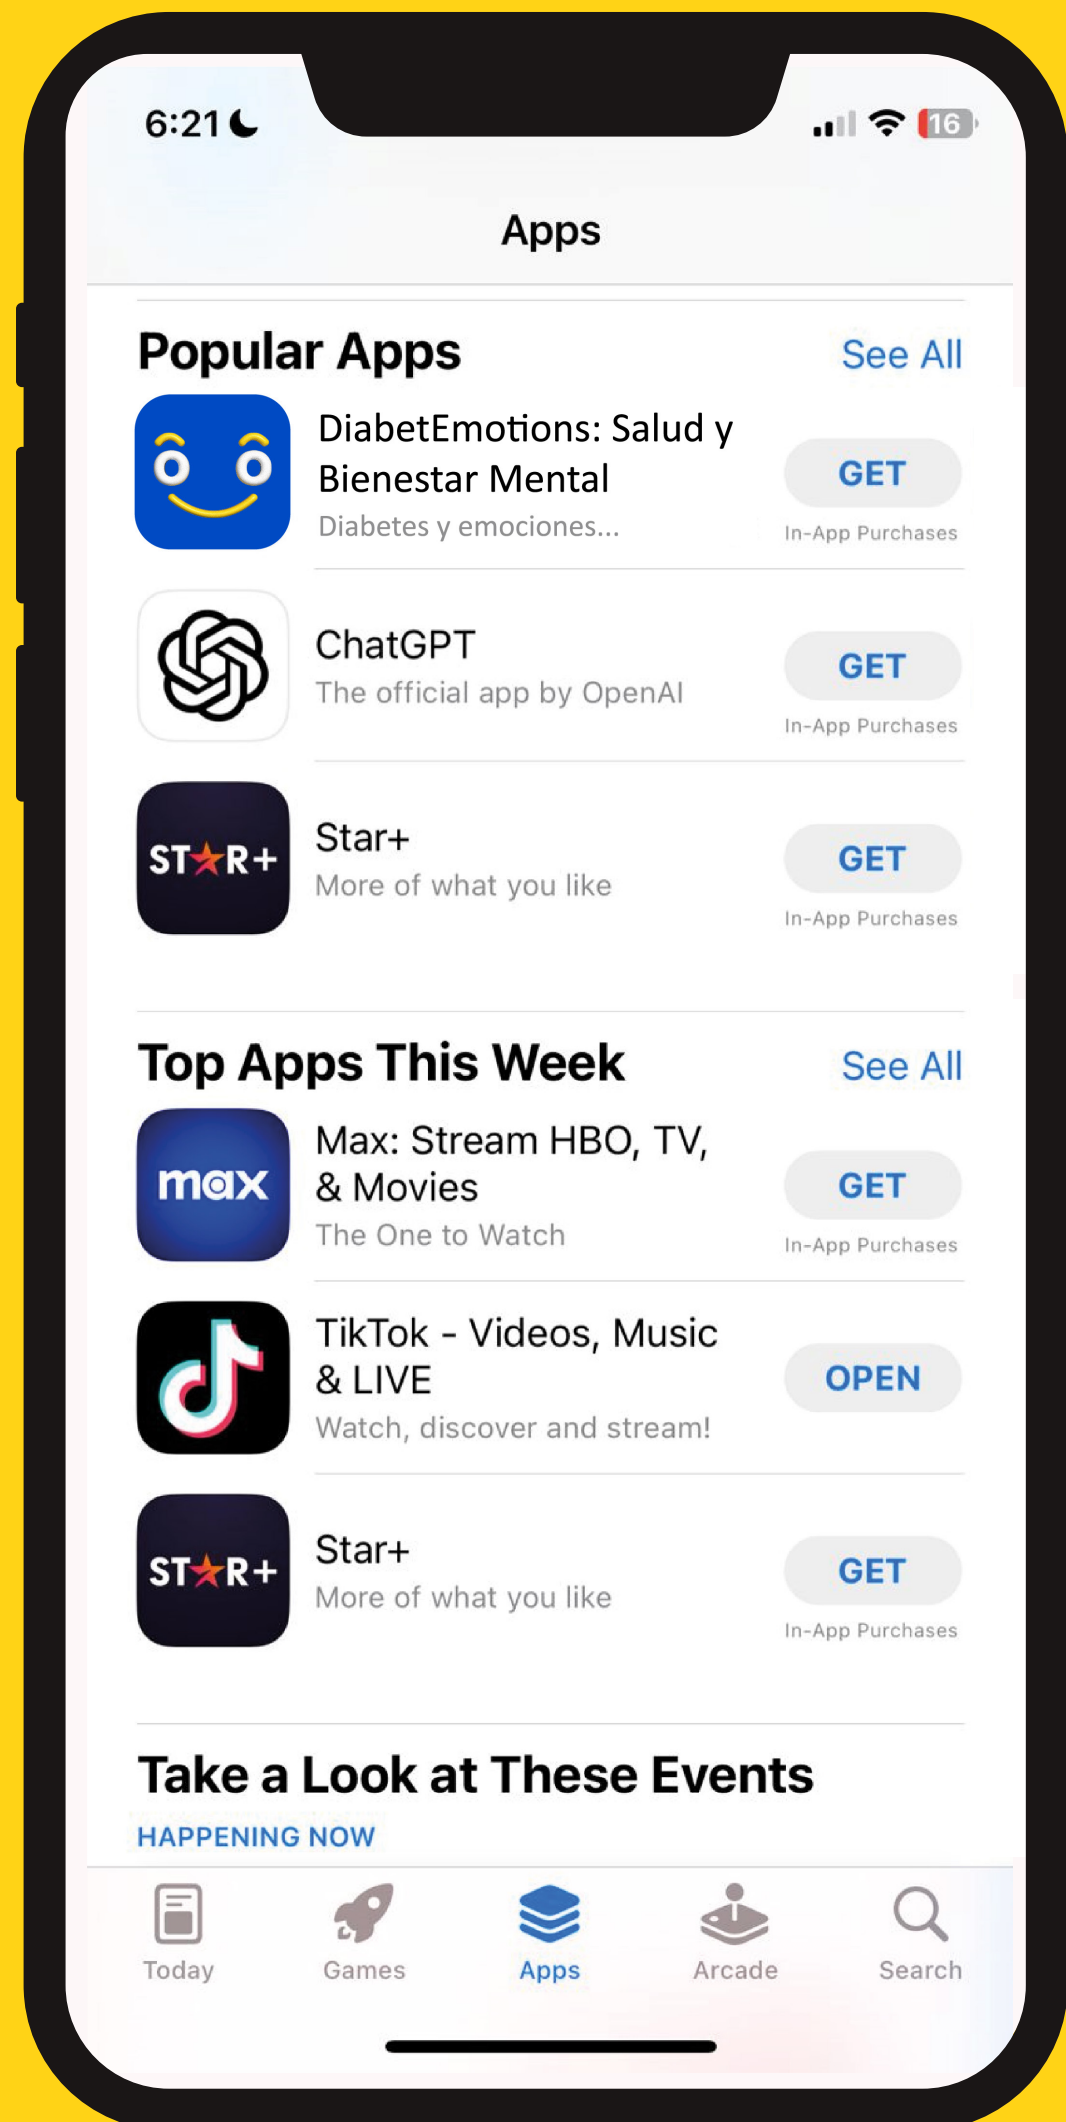 6:21
16
Apps
Popular Apps
See All
DiabetEmotions: Salud y
Bienestar Mental
Diabetes y emociones...
GET
In-App Purchases
ChatGPT
The official app by OpenAI
GET
In-App Purchases
STAR+
Star+
More of what you like
GET
In-App Purchases
Top Apps This Week
See All
max
Max: Stream HBO, TV,
& Movies
The One to Watch
GET
In-App Purchases
TikTok - Videos, Music
& LIVE
Watch, discover and stream!
OPEN
STAR+
Star+
More of what you like
GET
In-App Purchases
Take a Look at These Events
HAPPENING NOW
Today
Games
Apps
Arcade
Search